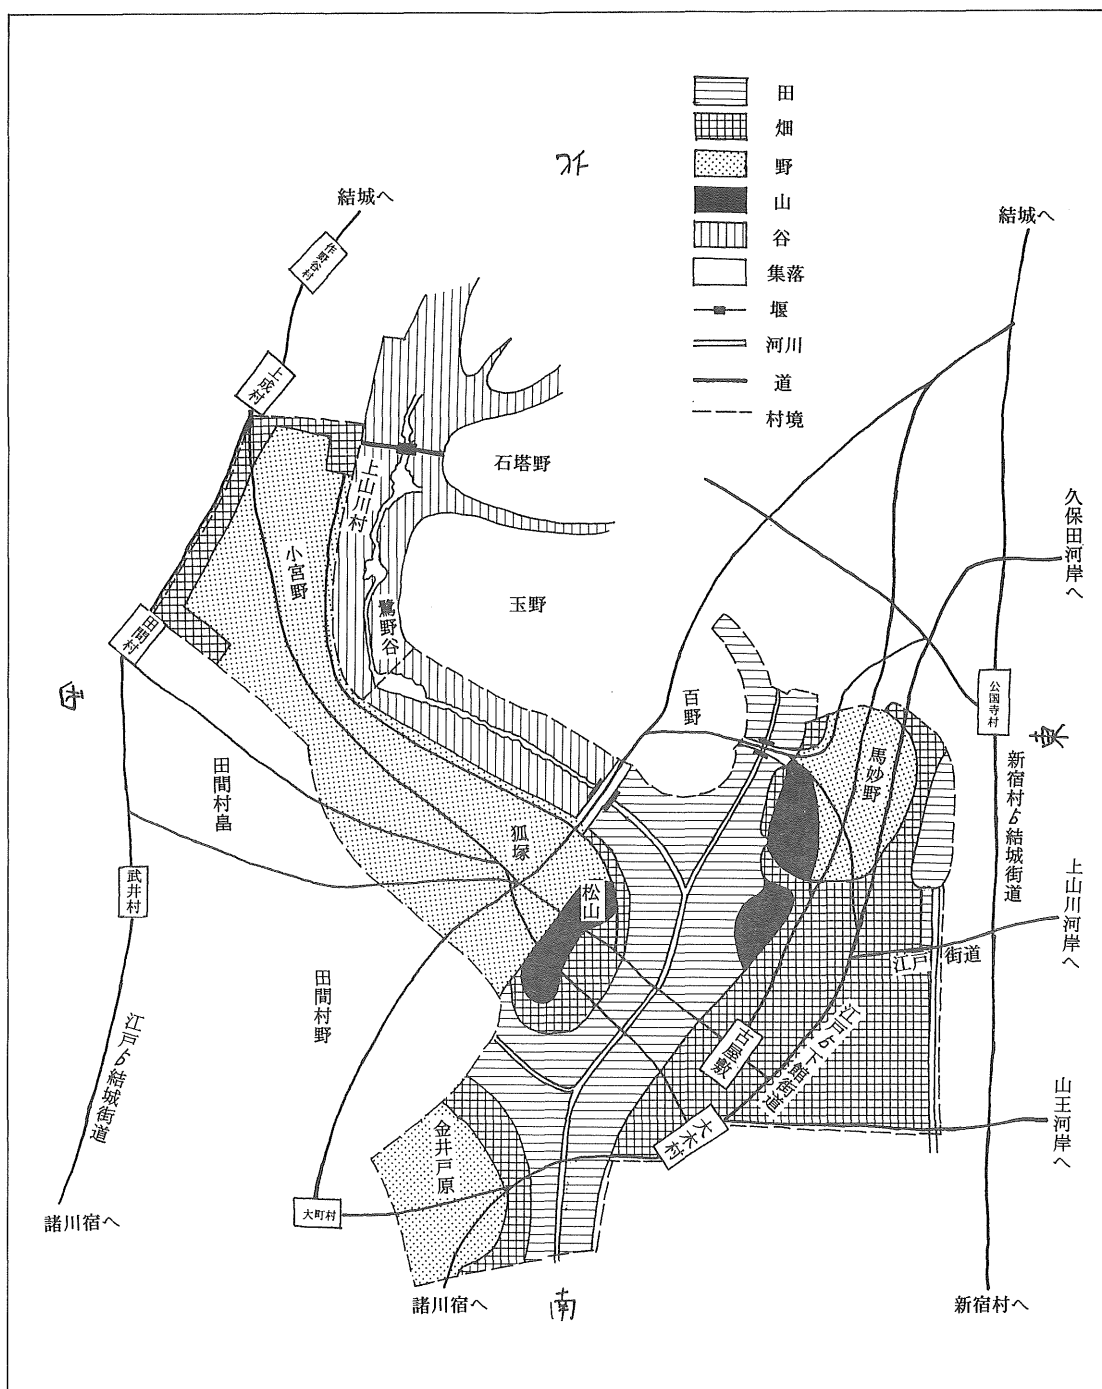 田
畑
野
山
谷
集落
堰
河川
道
村境
北
結城へ
作野谷村
上成村
結城へ
石塔野
上山川村
小宮野
鷺野谷
玉野
久保田河岸へ
田間村
西
百野
公国寺村
東
馬妙野
新宿村ゟ結城街道
田間村畠
狐塚
松山
武井村
上山川河岸へ
江戸街道
田間村野
古屋敷
江戸ゟ下館街道
江戸ゟ結城街道
山王河岸へ
大木村
金井戸原
大町村
諸川宿へ
諸川宿へ
南
新宿村へ